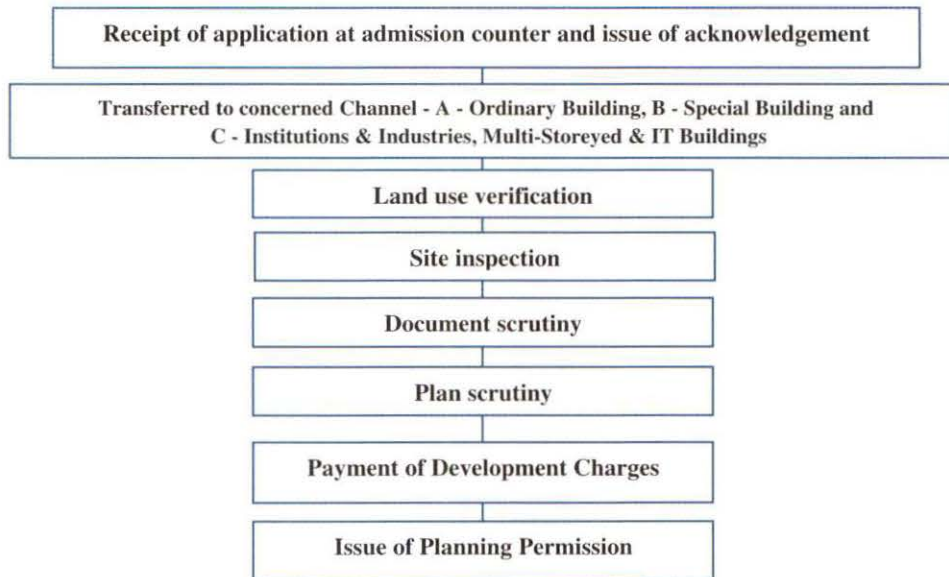 Receipt of application at admission counter and issue of acknowledgement
Transferred to concerned Channel - A - Ordinary Building, B - Special Building and
C - Institutions & Industries, Multi-Storeyed & IT Buildings
Land use verification
Site inspection
Document scrutiny
Plan scrutiny
Payment of Development Charges
Issue of Planning Permission